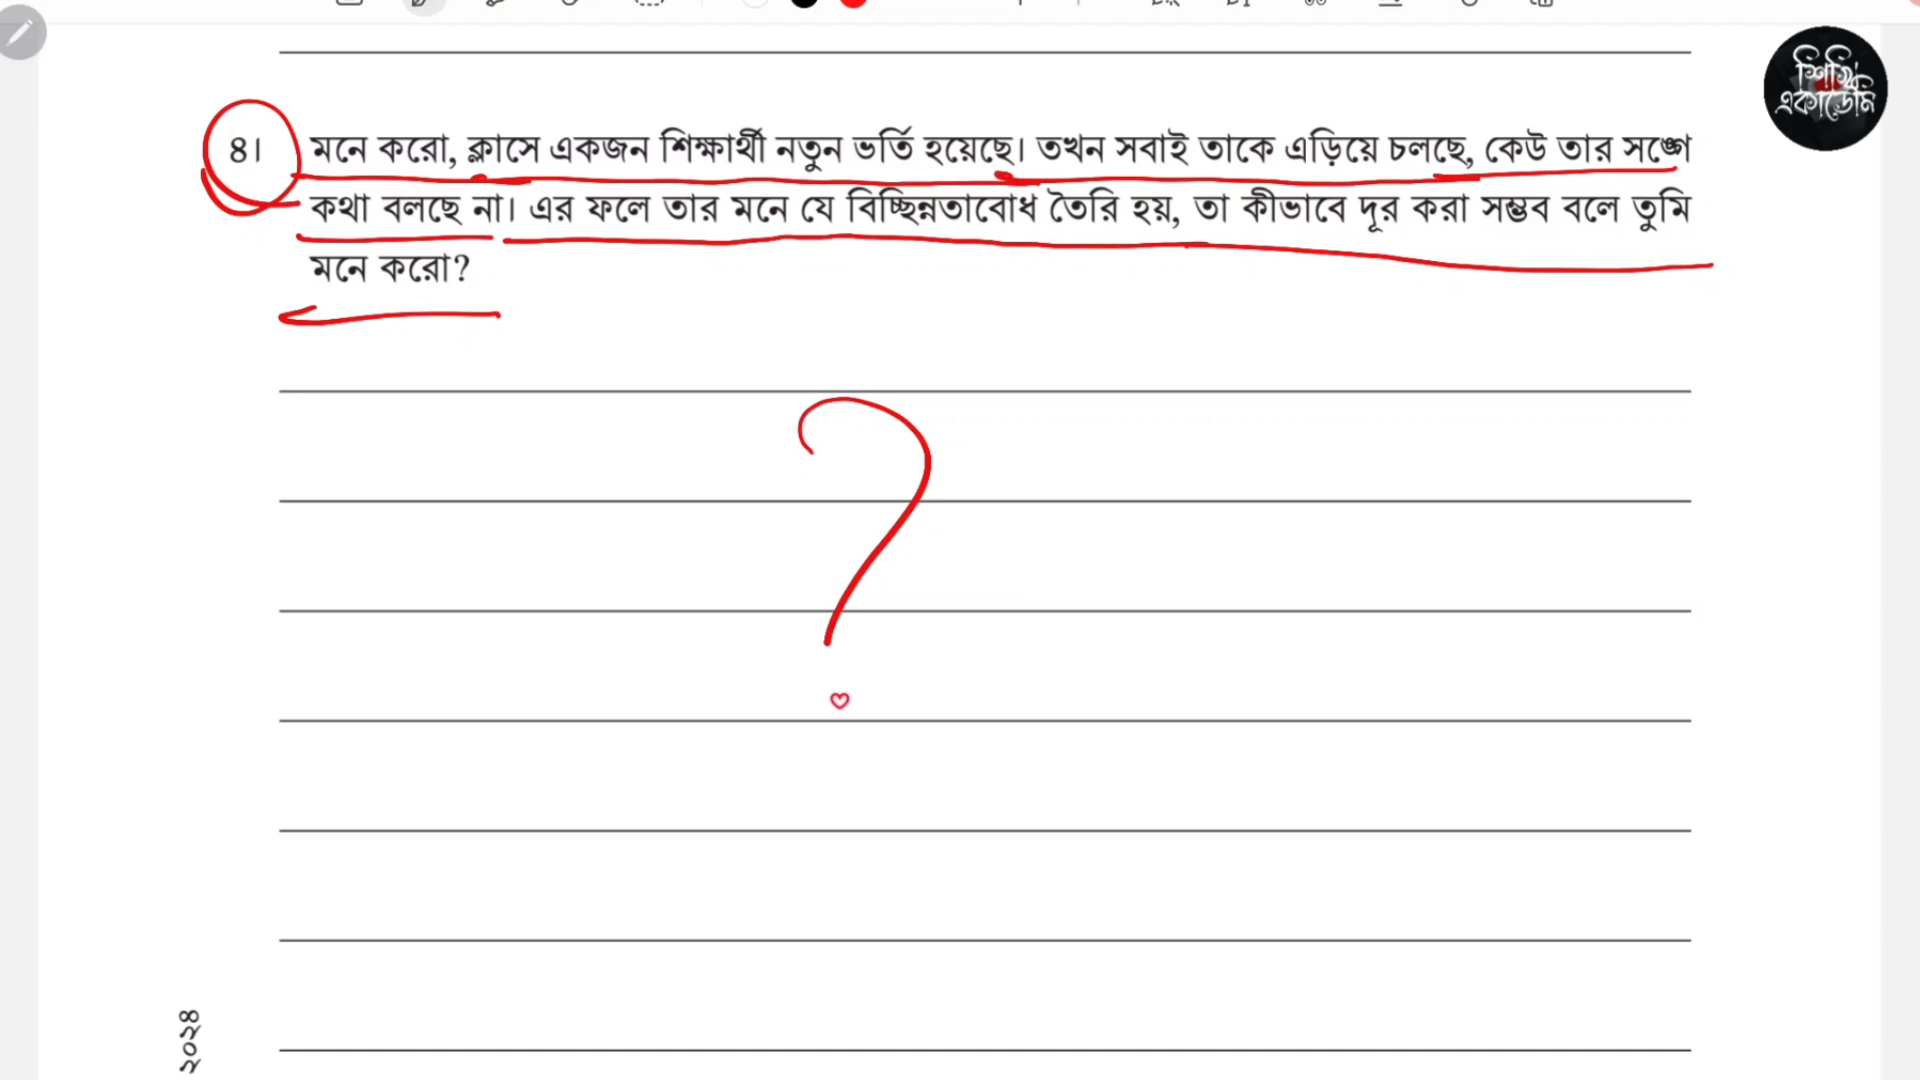 শিখি
একাডেমি
৪। মনে করো, ক্লাসে একজন শিক্ষার্থী নতুন ভর্তি হয়েছে। তখন সবাই তাকে এড়িয়ে চলছে, কেউ তার সঙ্গে
কথা বলছে না। এর ফলে তার মনে যে বিচ্ছিন্নতাবোধ তৈরি হয়, তা কীভাবে দূর করা সম্ভব বলে তুমি
মনে করো?
?
২০২৪